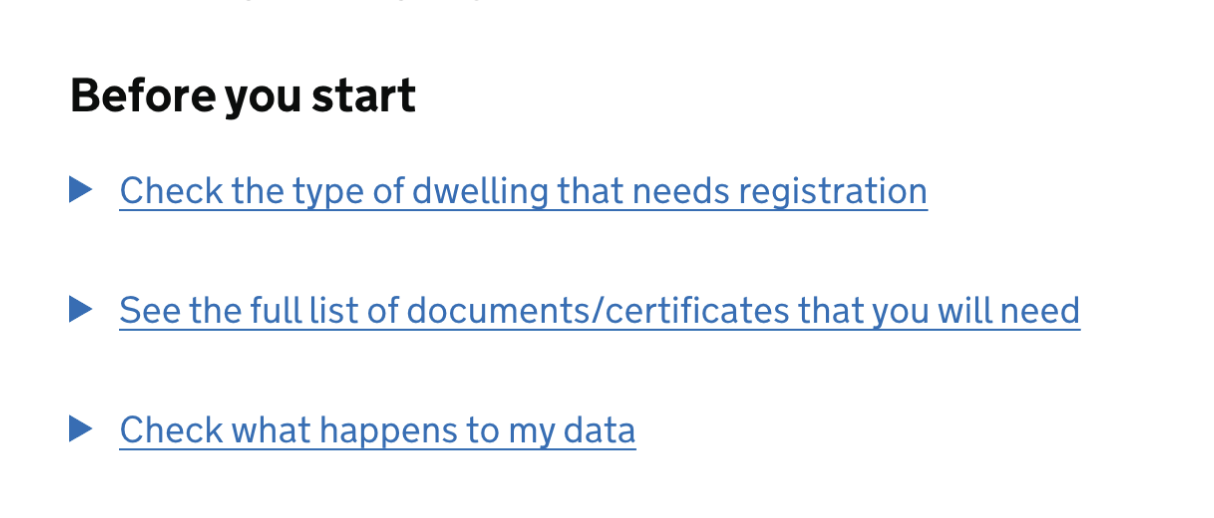 Before you start
Check the type of dwelling that needs registration
See the full list of documents/certificates that you will need
Check what happens to my data